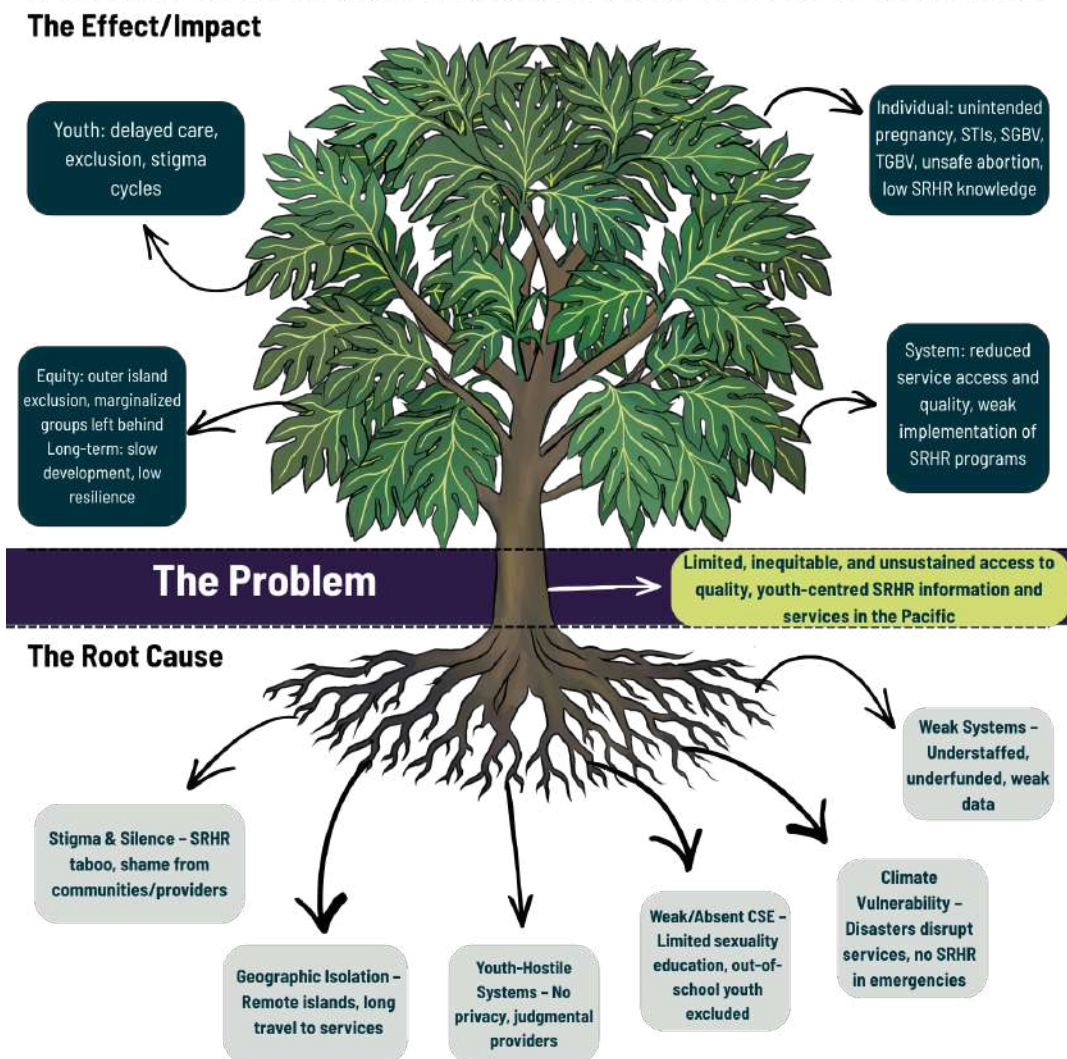 The Effect/Impact
Youth: delayed care,
exclusion, stigma
cycles
Individual: unintended
pregnancy, STIs, SGBV,
TGBV, unsafe abortion,
low SRHR knowledge
Equity: outer island
exclusion, marginalized
groups left behind
Long-term: slow
development, low
resilience
System: reduced
service access and
quality, weak
implementation of
SRHR programs
The Problem
Limited, inequitable, and unsustained access to
quality, youth-centred SRHR information and
services in the Pacific
The Root Cause
Weak Systems –
Understaffed,
underfunded, weak
data
Stigma & Silence – SRHR
taboo, shame from
communities/providers
Geographic Isolation –
Remote islands, long
travel to services
Youth-Hostile
Systems – No
privacy, judgmental
providers
Weak/Absent CSE –
Limited sexuality
education, out-of-
school youth
excluded
Climate
Vulnerability –
Disasters disrupt
services, no SRHR
in emergencies